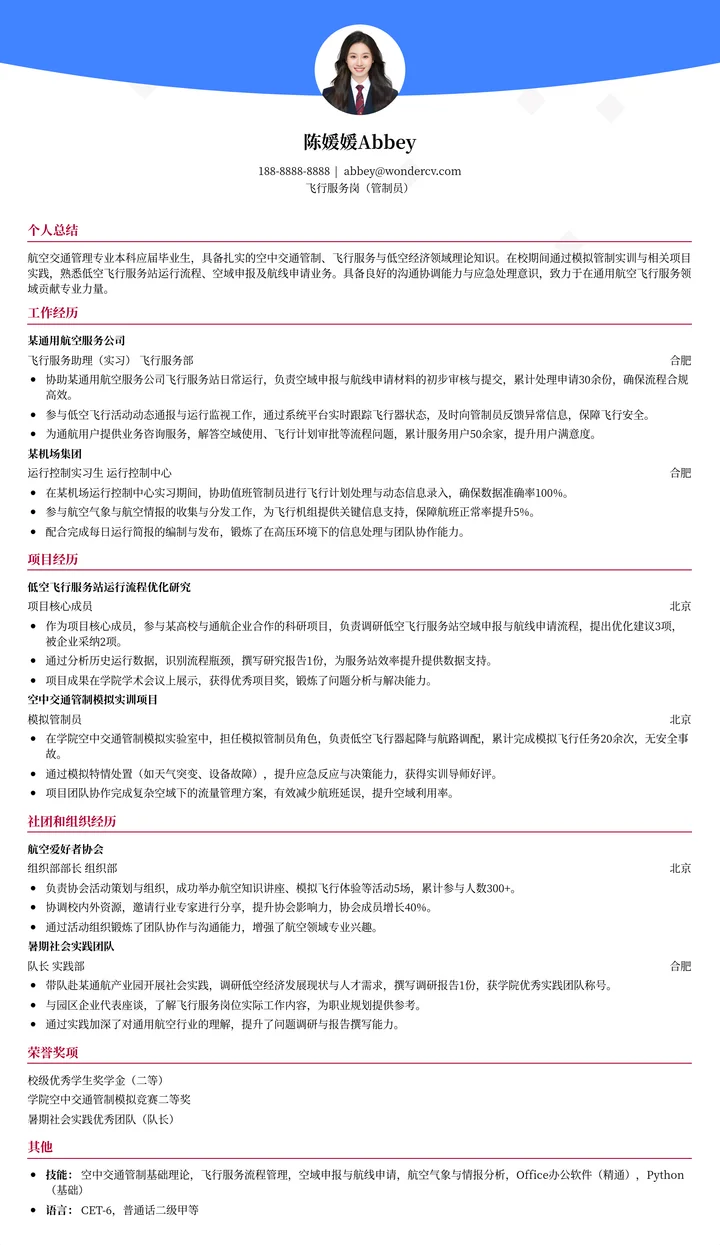 陈媛媛Abbey
188-8888-8888 | abbey@wondercv.com
飞行服务岗（管制员）
个人总结
航空交通管理专业本科应届毕业生，具备扎实的空中交通管制、飞行服务与低空经济领域理论知识。在校期间通过模拟管制实训与相关项目
实践，熟悉低空飞行服务站运行流程、空域申报及航线申请业务。具备良好的沟通协调能力与应急处理意识，致力于在通用航空飞行服务领
域贡献专业力量。
工作经历
某通用航空服务公司
飞行服务助理（实习） 飞行服务部 合肥
• 协助某通用航空服务公司飞行服务站日常运行，负责空域申报与航线申请材料的初步审核与提交，累计处理申请30余份，确保流程合规
高效。
• 参与低空飞行活动动态通报与运行监视工作，通过系统平台实时跟踪飞行器状态，及时向管制员反馈异常信息，保障飞行安全。
• 为通航用户提供业务咨询服务，解答空域使用、飞行计划审批等流程问题，累计服务用户50余家，提升用户满意度。
某机场集团
运行控制实习生 运行控制中心 合肥
• 在某机场运行控制中心实习期间，协助值班管制员进行飞行计划处理与动态信息录入，确保数据准确率100%。
• 参与航空气象与航空情报的收集与分发工作，为飞行机组提供关键信息支持，保障航班正常率提升5%。
• 配合完成每日运行简报的编制与发布，锻炼了在高压环境下的信息处理与团队协作能力。
项目经历
低空飞行服务站运行流程优化研究
项目核心成员 北京
• 作为项目核心成员，参与某高校与通航企业合作的科研项目，负责调研低空飞行服务站空域申报与航线申请流程，提出优化建议3项，
被企业采纳2项。
• 通过分析历史运行数据，识别流程瓶颈，撰写研究报告1份，为服务站效率提升提供数据支持。
• 项目成果在学院学术会议上展示，获得优秀项目奖，锻炼了问题分析与解决能力。
空中交通管制模拟实训项目
模拟管制员 北京
• 在学院空中交通管制模拟实验室中，担任模拟管制员角色，负责低空飞行器起降与航路调配，累计完成模拟飞行任务20余次，无安全事
故。
• 通过模拟特情处置（如天气突变、设备故障），提升应急反应与决策能力，获得实训导师好评。
• 项目团队协作完成复杂空域下的流量管理方案，有效减少航班延误，提升空域利用率。
社团和组织经历
航空爱好者协会
组织部部长 组织部 北京
• 负责协会活动策划与组织，成功举办航空知识讲座、模拟飞行体验等活动5场，累计参与人数300+。
• 协调校内外资源，邀请行业专家进行分享，提升协会影响力，协会成员增长40%。
• 通过活动组织锻炼了团队协作与沟通能力，增强了航空领域专业兴趣。
暑期社会实践团队
队长 实践部 合肥
• 带队赴某通航产业园开展社会实践，调研低空经济发展现状与人才需求，撰写调研报告1份，获学院优秀实践团队称号。
• 与园区企业代表座谈，了解飞行服务岗位实际工作内容，为职业规划提供参考。
• 通过实践加深了对通用航空行业的理解，提升了问题调研与报告撰写能力。
荣誉奖项
校级优秀学生奖学金（二等）
学院空中交通管制模拟竞赛二等奖
暑期社会实践优秀团队（队长）
其他
• 技能： 空中交通管制基础理论，飞行服务流程管理，空域申报与航线申请，航空气象与情报分析，Office办公软件（精通），Python
（基础）
• 语言： CET-6，普通话二级甲等